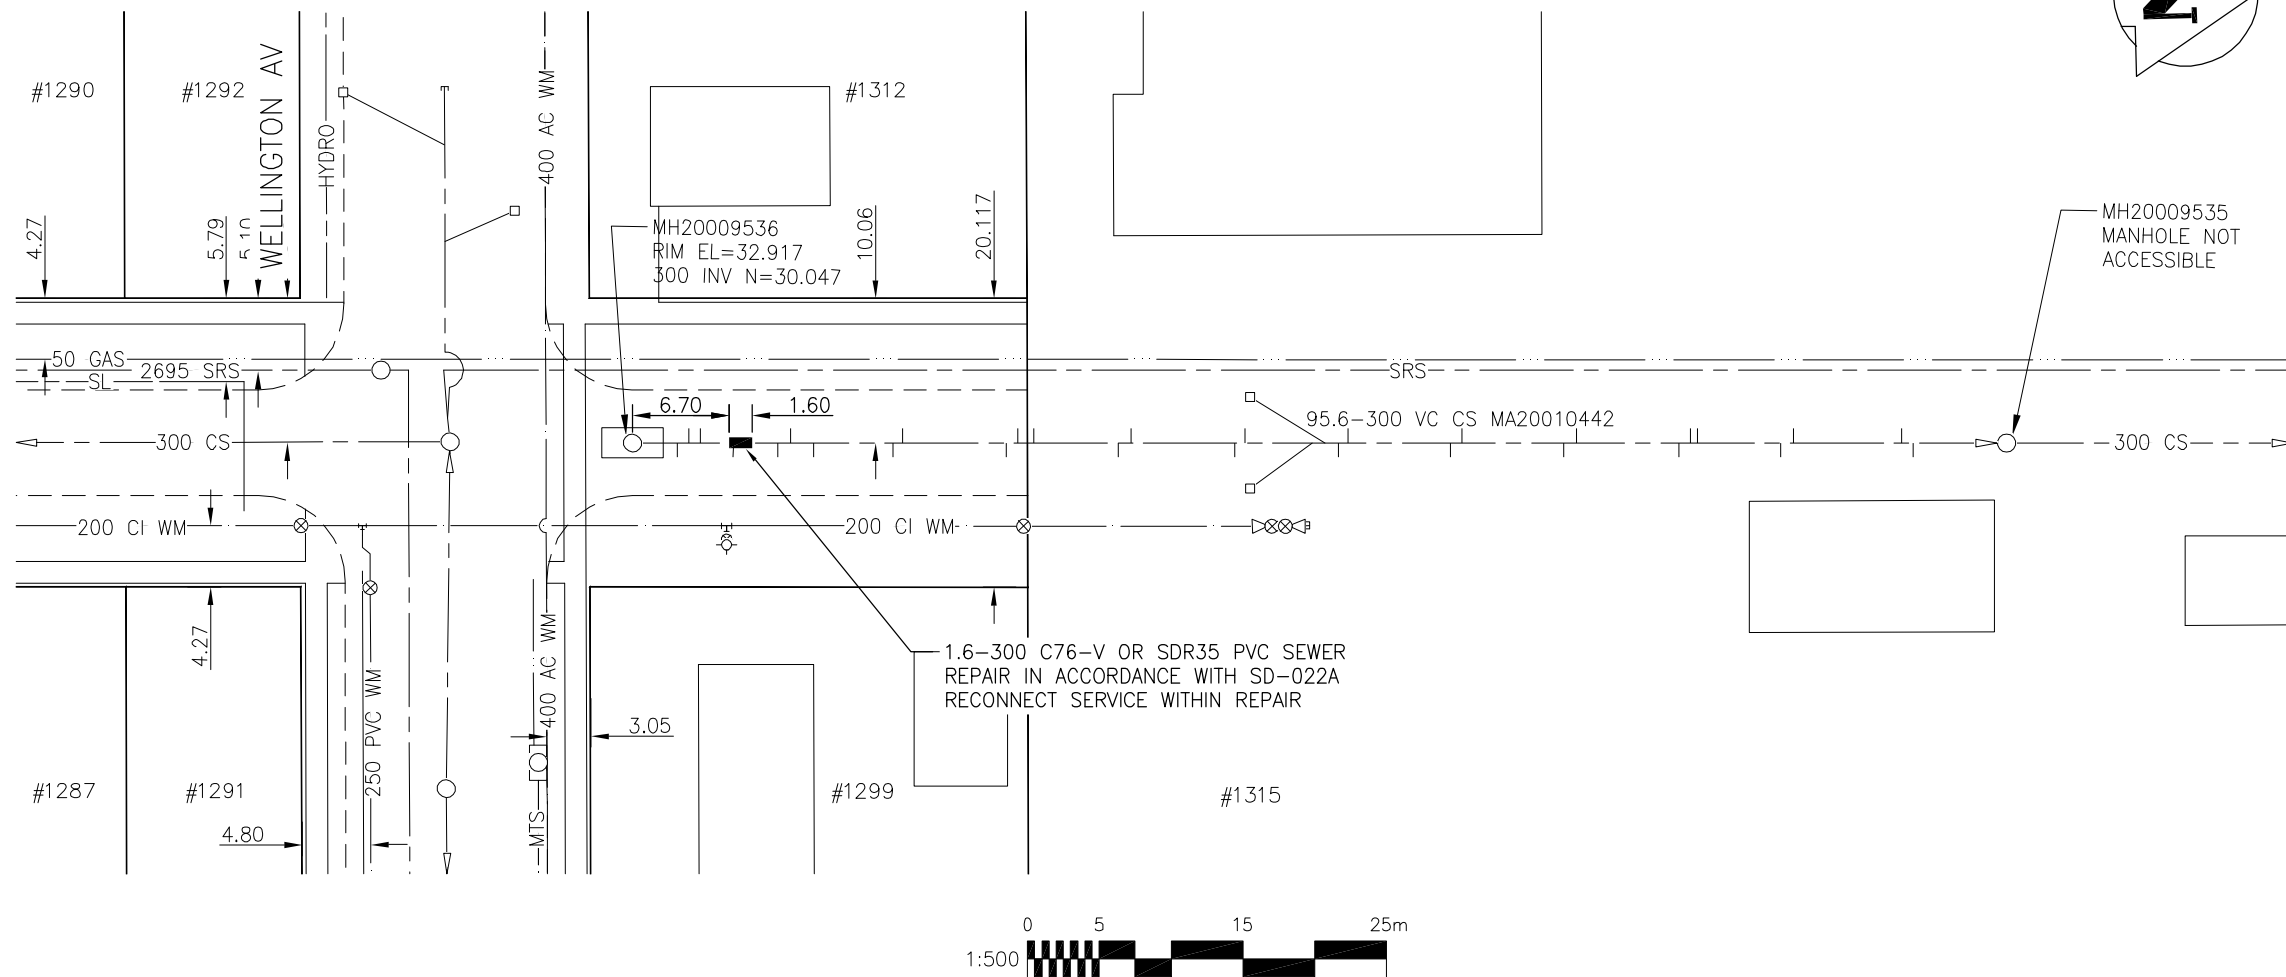 N
#1290
#1292
WELLINGTON AV
HYDRO
400 AC WM
#1312
4.27
5.79
5.10
10.06
20.117
MH20009536
RIM EL=32.917
300 INV N=30.047
MH20009535
MANHOLE NOT
ACCESSIBLE
50 GAS
SL
2695 SRS
SRS
6.70
1.60
95.6-300 VC CS MA20010442
300 CS
300 CS
200 CI WM
200 CI WM
4.27
250 PVC WM
400 AC WM
1.6-300 C76-V OR SDR35 PVC SEWER
REPAIR IN ACCORDANCE WITH SD-022A
RECONNECT SERVICE WITHIN REPAIR
3.05
#1287
#1291
#1299
#1315
4.80
MTS
0 5 15 25m
1:500